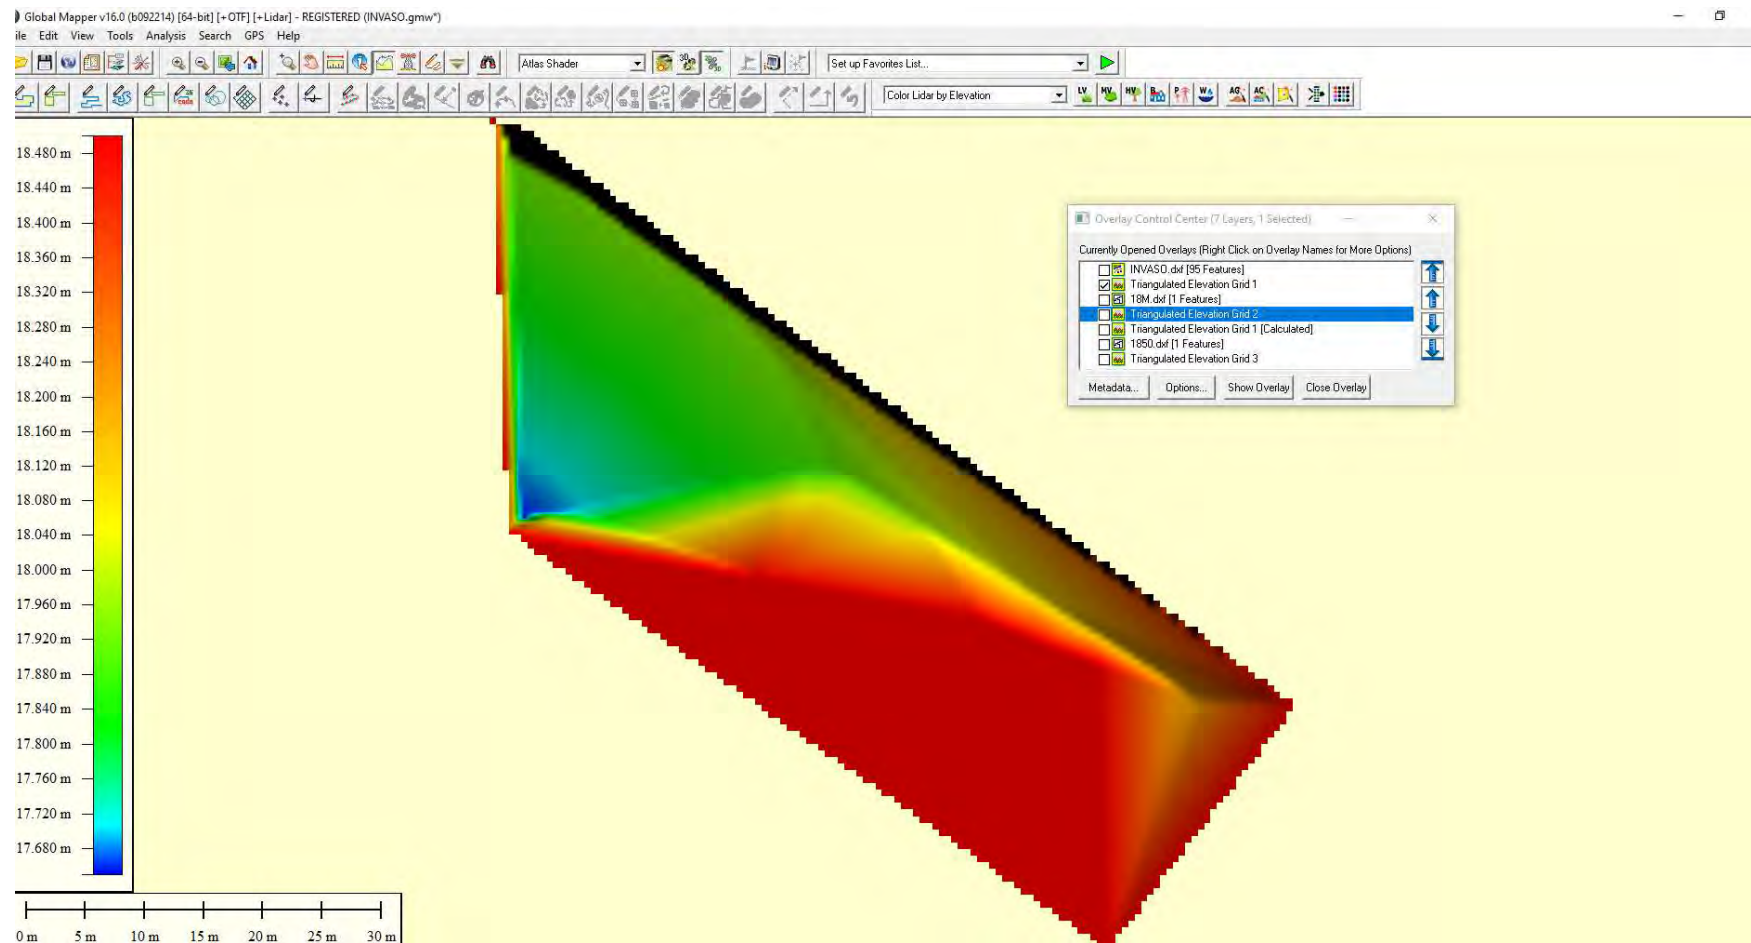 Global Mapper v16.0 (b092214) [64-bit] [+OTF] [+Lidar] - REGISTERED (INVASO.gmw*)
ile Edit View Tools Analysis Search GPS Help
Atlas Shader
Set up Favorites List...
Color Lidar by Elevation
18.480 m
18.440 m
18.400 m
18.360 m
18.320 m
18.280 m
18.240 m
18.200 m
18.160 m
18.120 m
18.080 m
18.040 m
18.000 m
17.960 m
17.920 m
17.880 m
17.840 m
17.800 m
17.760 m
17.720 m
17.680 m
0 m 5 m 10 m 15 m 20 m 25 m 30 m
Overlay Control Center (7 Layers, 1 Selected)
Currently Opened Overlays (Right Click on Overlay Names for More Options)
INVASO.dxf [95 Features]
Triangulated Elevation Grid 1
18M.dxf [1 Features]
Triangulated Elevation Grid 2
Triangulated Elevation Grid 1 [Calculated]
1850.dxf [1 Features]
Triangulated Elevation Grid 3
Metadata... Options... Show Overlay Close Overlay